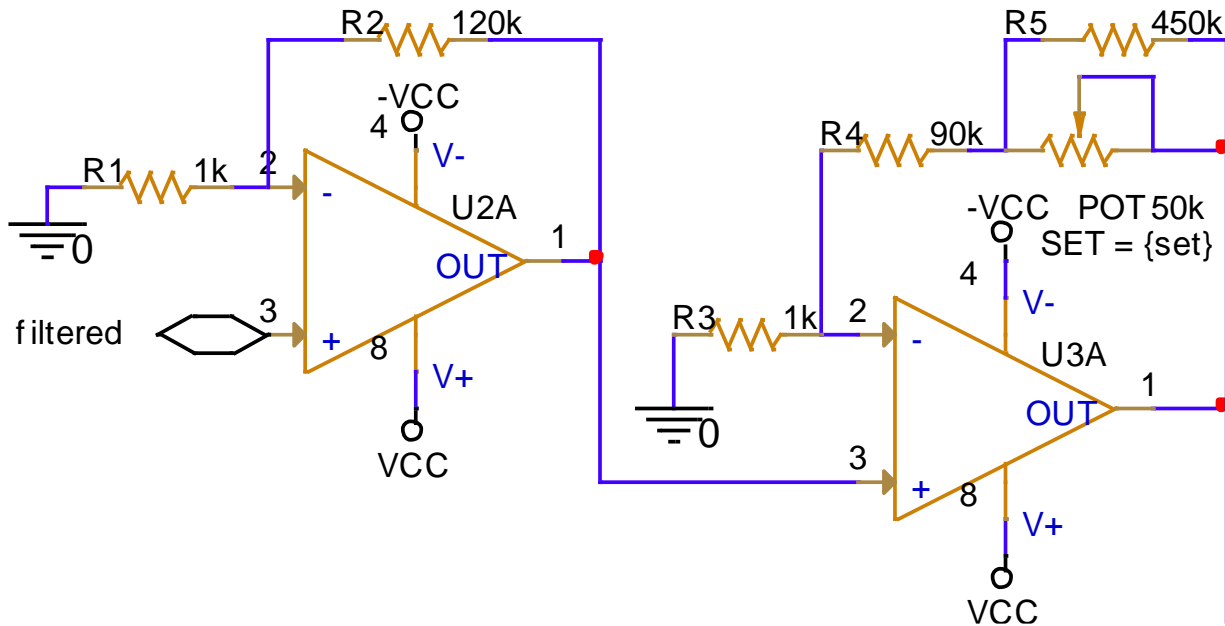 R2 120k
R5 450k
-VCC
4
V-
R4 90k
R1 1k
2
-
U2A
-VCC
POT 50k
SET = {set}
0
1
OUT
4
3
V-
filtered
+
8
R3 1k
2
-
U3A
V+
1
OUT
0
VCC
3
+
8
V+
VCC